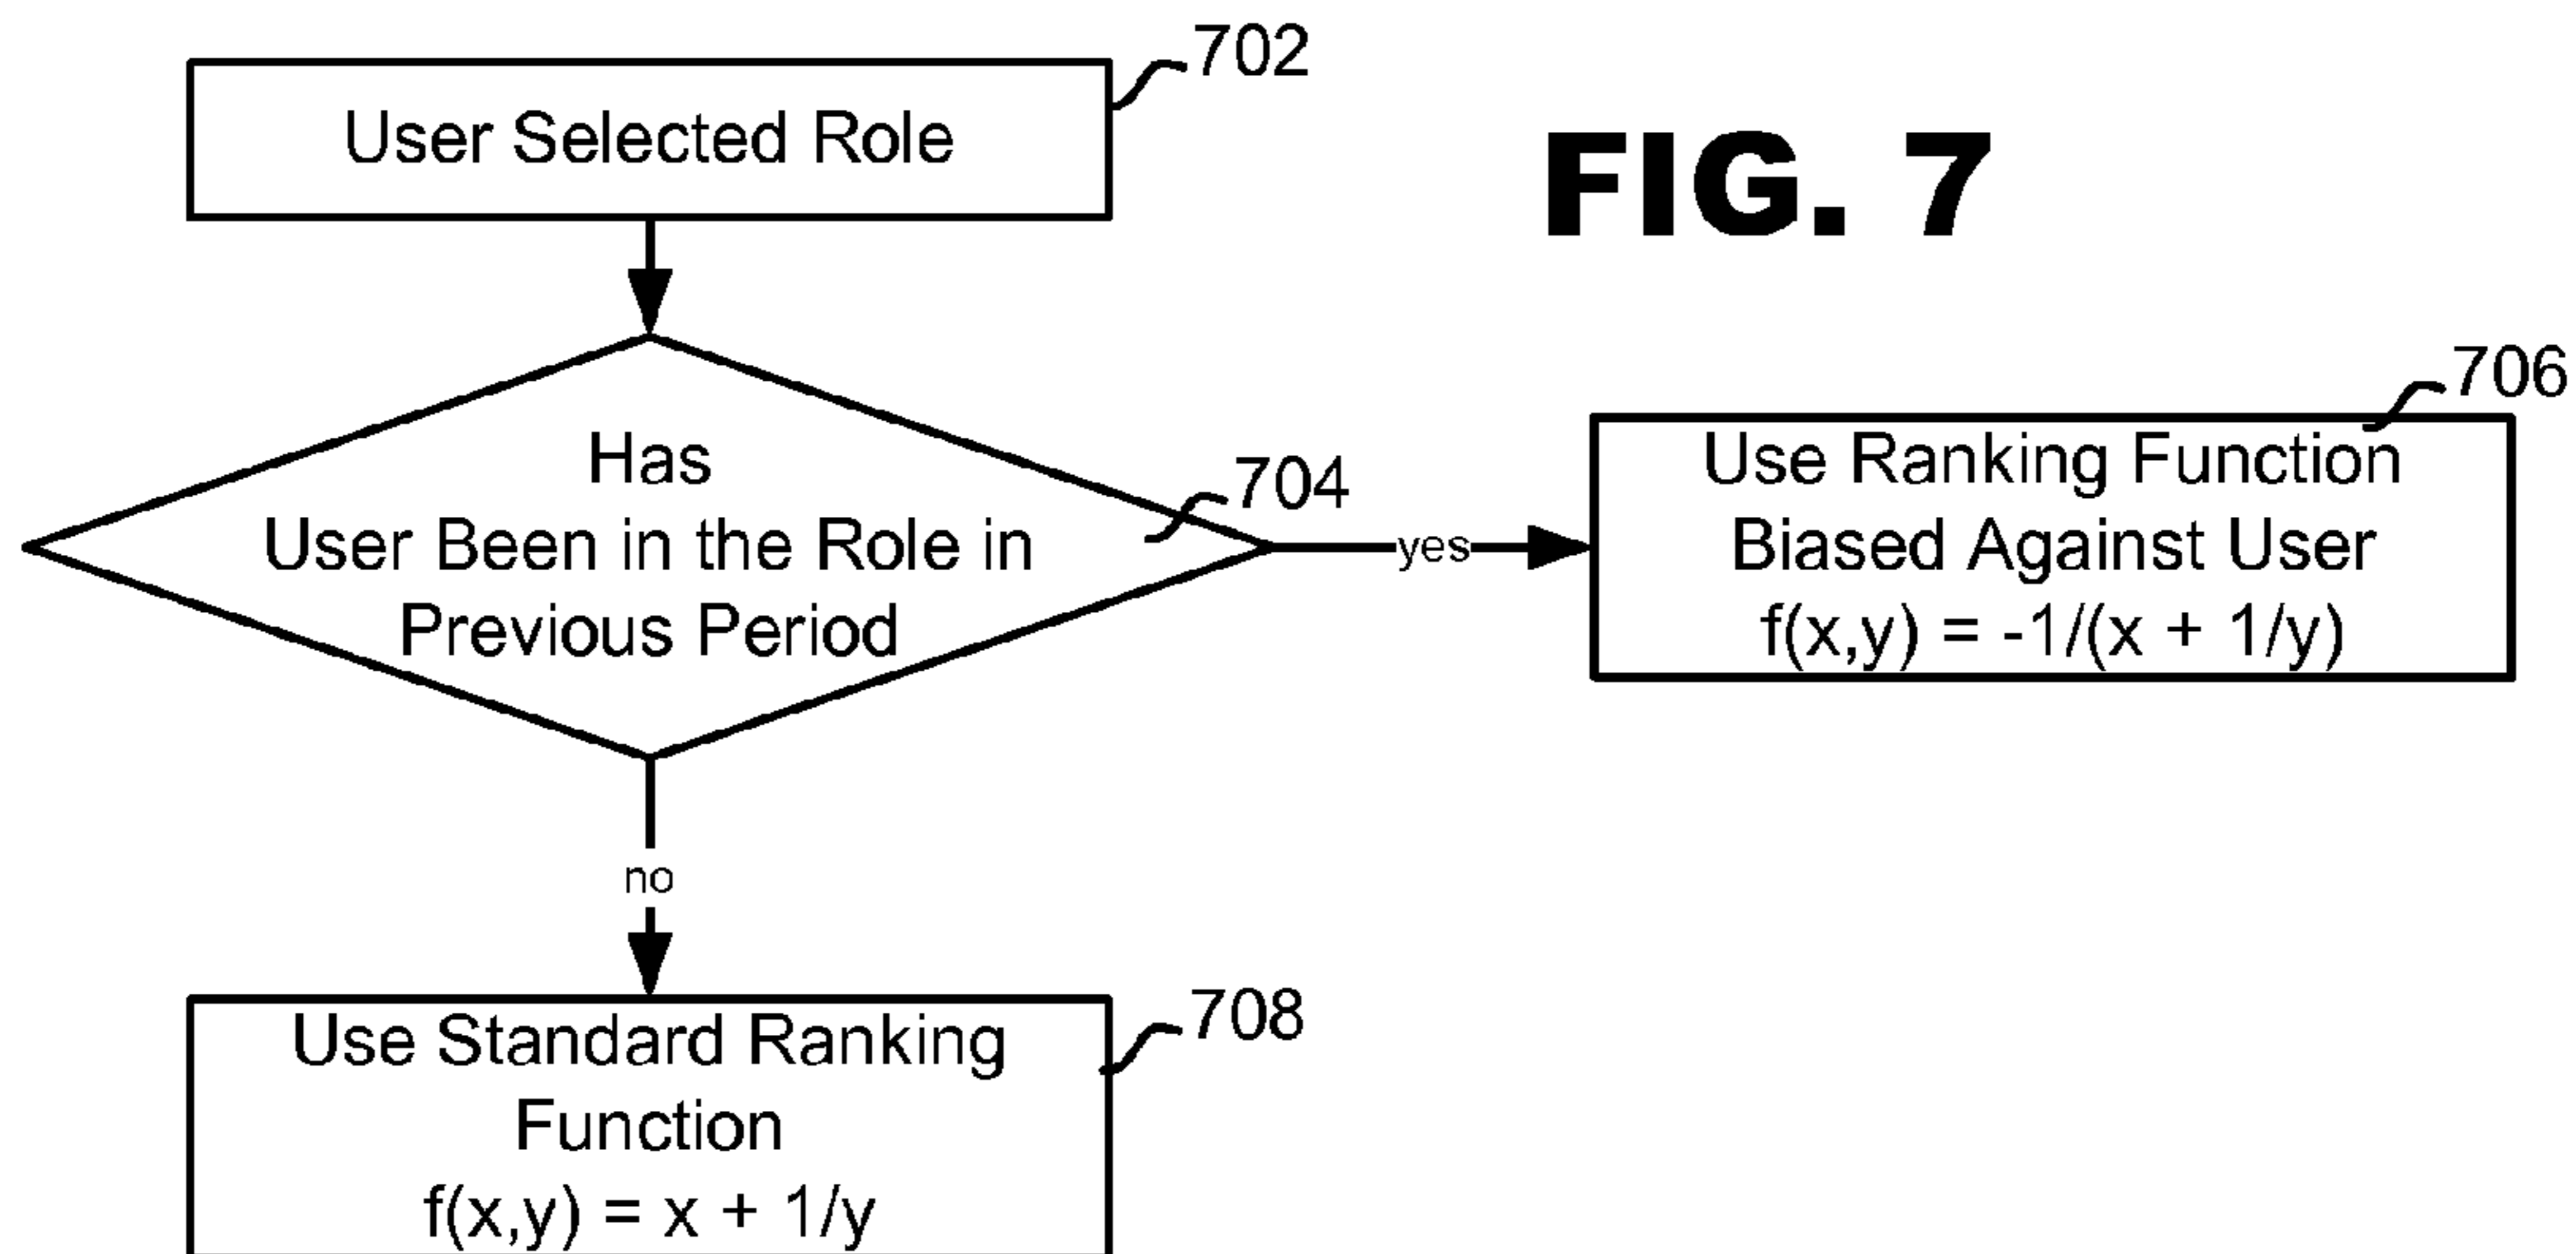 702
User Selected Role
FIG. 7
Has
User Been in the Role in
Previous Period
704
yes
706
Use Ranking Function
Biased Against User
f(x,y) = -1/(x + 1/y)
no
708
Use Standard Ranking
Function
f(x,y) = x + 1/y